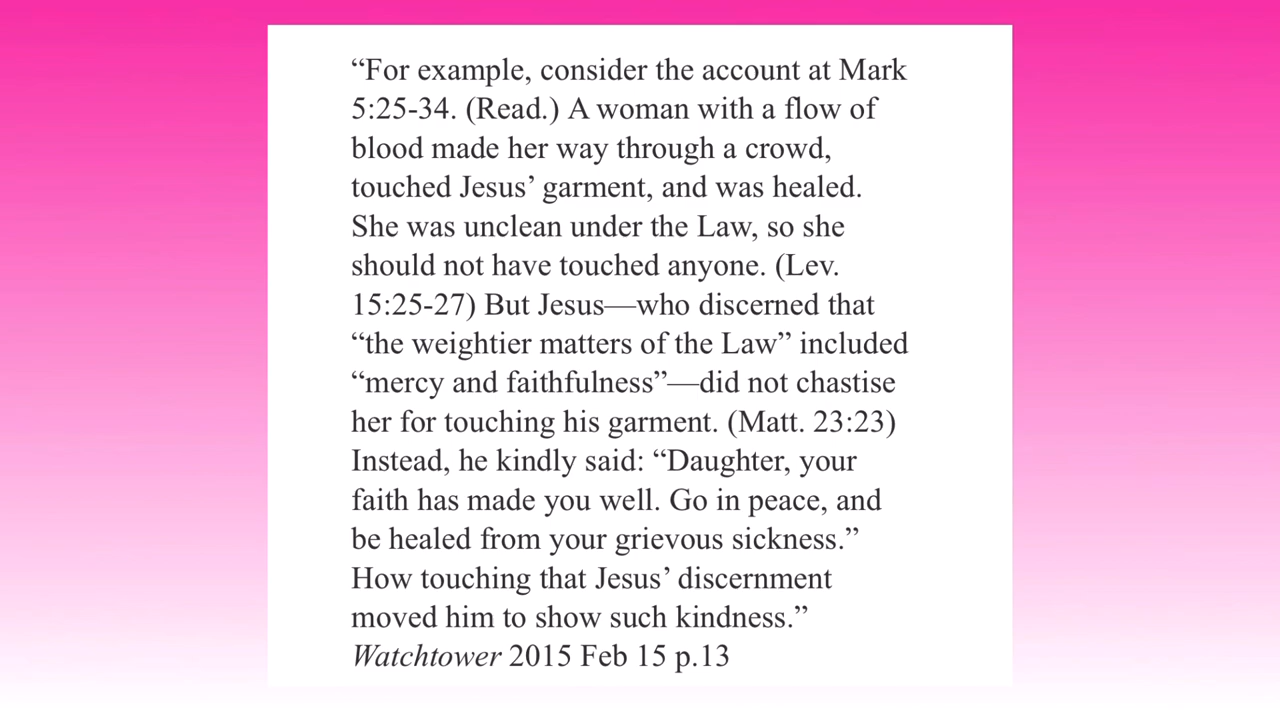 “For example, consider the account at Mark
5:25-34. (Read.) A woman with a flow of
blood made her way through a crowd,
touched Jesus’ garment, and was healed.
She was unclean under the Law, so she
should not have touched anyone. (Lev.
15:25-27) But Jesus—who discerned that
“the weightier matters of the Law” included
“mercy and faithfulness”—did not chastise
her for touching his garment. (Matt. 23:23)
Instead, he kindly said: “Daughter, your
faith has made you well. Go in peace, and
be healed from your grievous sickness.”
How touching that Jesus’ discernment
moved him to show such kindness.”
Watchtower 2015 Feb 15 p.13